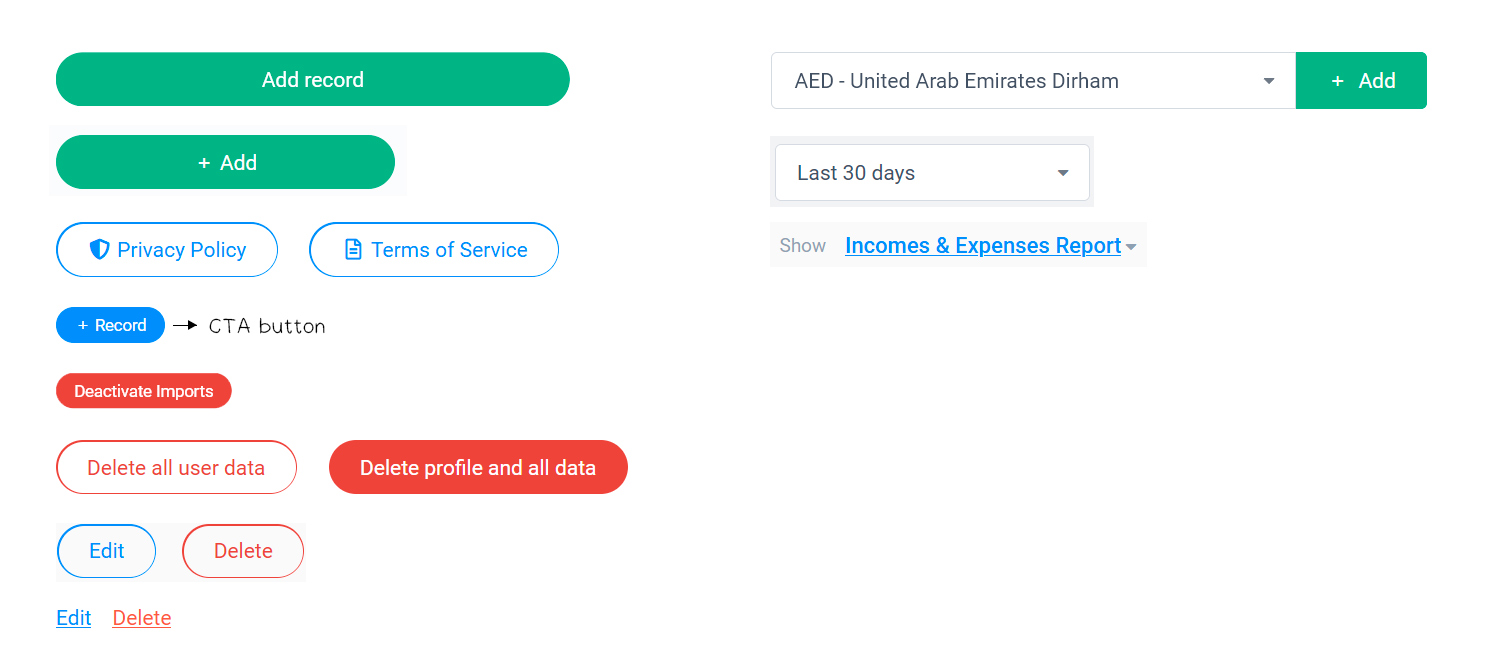 Add record
+ Add
Privacy Policy
Terms of Service
+ Record
CTA button
Deactivate Imports
Delete all user data
Delete profile and all data
Edit
Delete
Edit
Delete
AED - United Arab Emirates Dirham
+ Add
Last 30 days
Show Incomes & Expenses Report